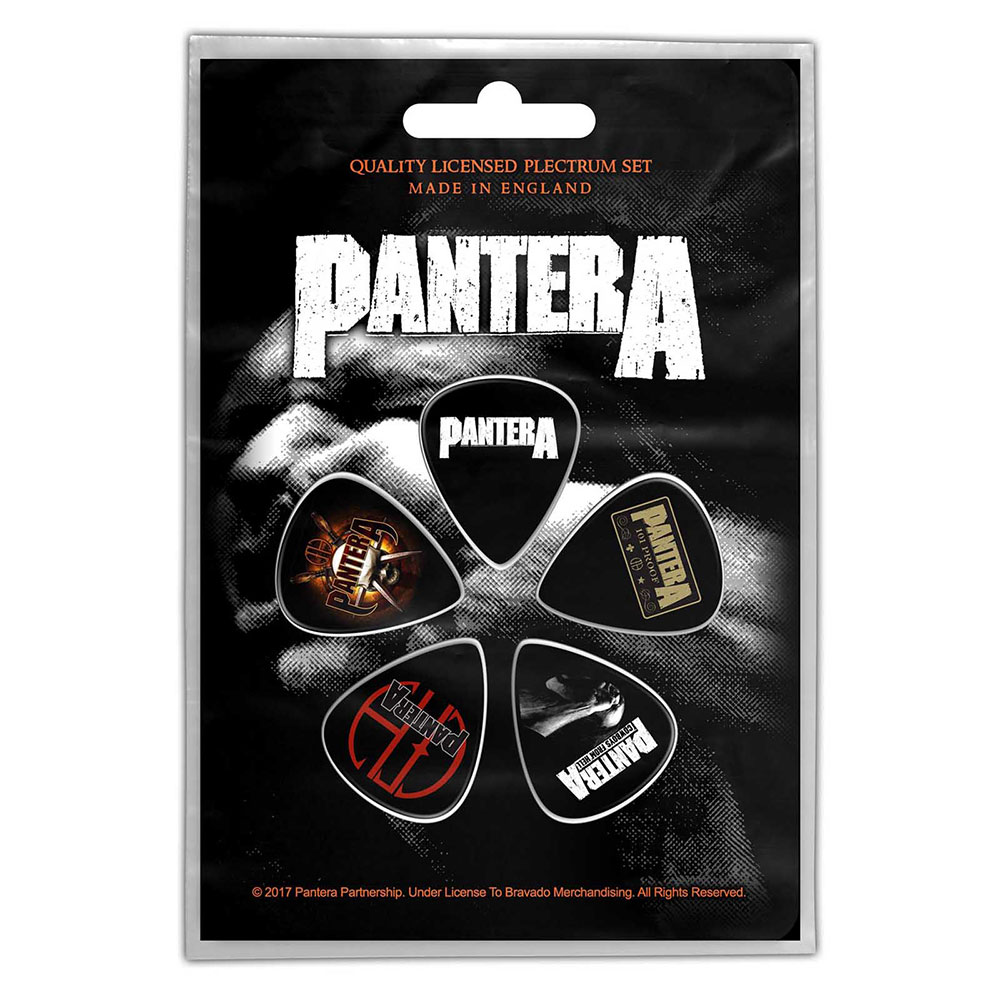 QUALITY LICENSED PLECTRUM SET
MADE IN ENGLAND
PANTERA
PANTERA
PANTERA
PANTERA
101 PROOF
PANTERA
PANTERA
COWBOYS FROM HELL
© 2017 Pantera Partnership. Under License To Bravado Merchandising. All Rights Reserved.